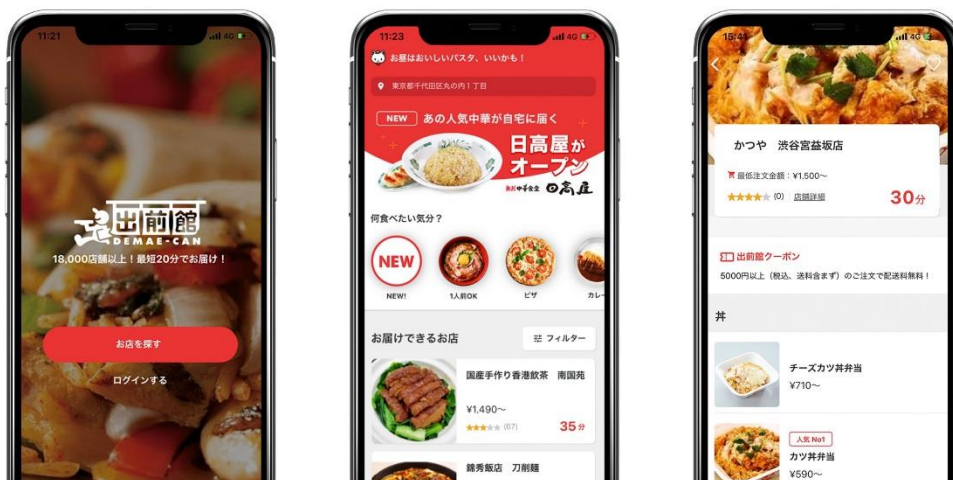 11:21
4G
出前館
DEMAE-CAN
18,000店舗以上！最短20分でお届け！
お店を探す
ログインする
11:23
4G
お昼はおいしいパスタ、いいかも！
東京都千代田区丸の内1丁目
NEW あの人気中華が自宅に届く
日高屋が
オープン
熱烈中華食堂 日高屋
何食べたい気分？
NEW
NEW!
1人前OK
ピザ
カレー
お届けできるお店
フィルター
国産手作り香港飲茶 南国苑
¥1,490〜
(67)
35分
錦秀飯店 刀削麺
15:41
4G
かつや 渋谷宮益坂店
最低注文金額：¥1,500〜
(0) 店舗詳細
30分
出前館クーポン
5000円以上（税込、送料含まず）のご注文で配送料無料！
丼
チーズカツ丼弁当
¥710〜
人気 No1
カツ丼弁当
¥590〜